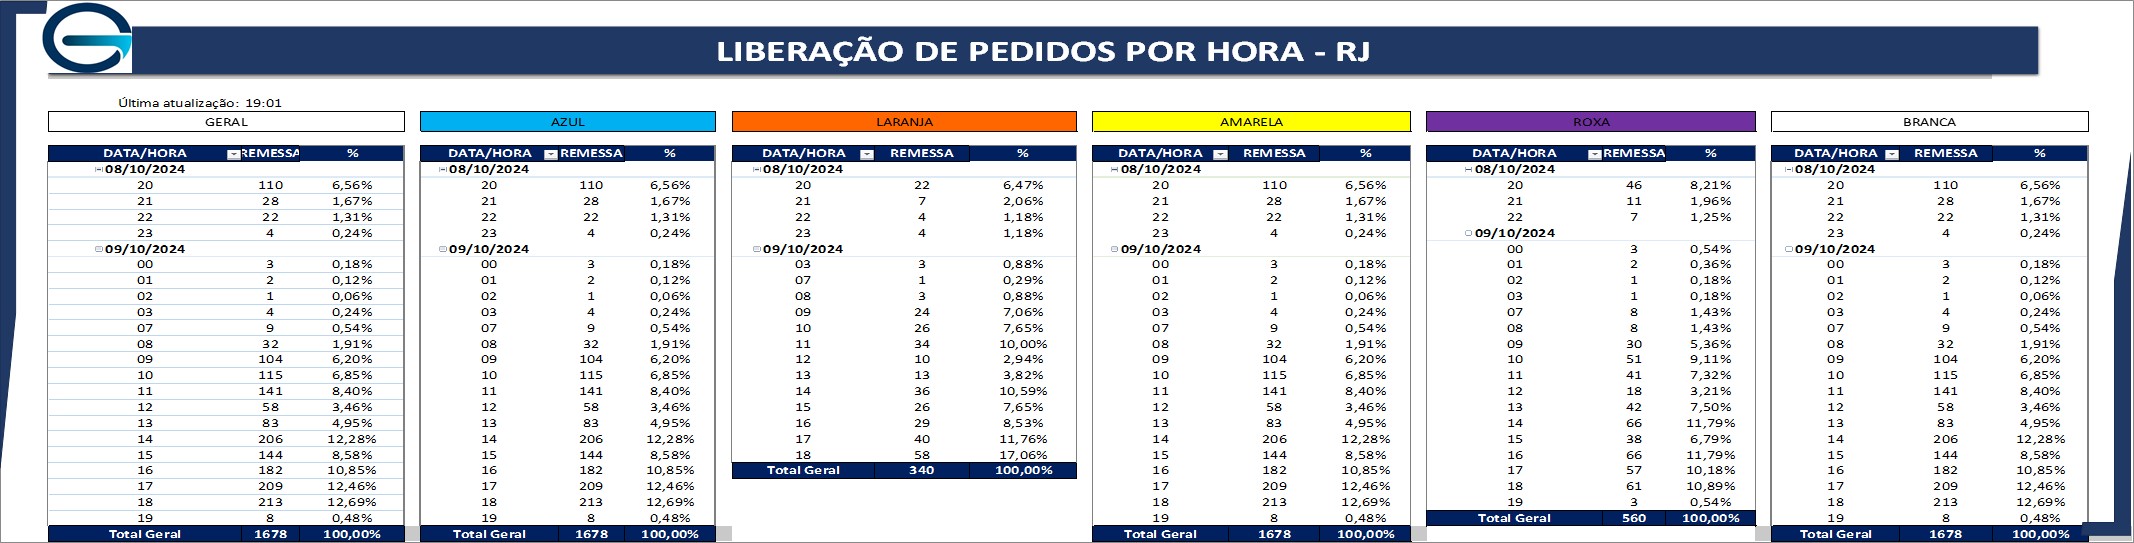 LIBERAÇÃO DE PEDIDOS POR HORA - RJ
Última atualização: 19:01
GERAL
DATA/HORA REMESSA %
08/10/2024
20 110 6,56%
21 28 1,67%
22 22 1,31%
23 4 0,24%
09/10/2024
00 3 0,18%
01 2 0,12%
02 1 0,06%
03 4 0,24%
07 9 0,54%
08 32 1,91%
09 104 6,20%
10 115 6,85%
11 141 8,40%
12 58 3,46%
13 83 4,95%
14 206 12,28%
15 144 8,58%
16 182 10,85%
17 209 12,46%
18 213 12,69%
19 8 0,48%
Total Geral 1678 100,00%
AZUL
DATA/HORA REMESSA %
08/10/2024
20 110 6,56%
21 28 1,67%
22 22 1,31%
23 4 0,24%
09/10/2024
00 3 0,18%
01 2 0,12%
02 1 0,06%
03 4 0,24%
07 9 0,54%
08 32 1,91%
09 104 6,20%
10 115 6,85%
11 141 8,40%
12 58 3,46%
13 83 4,95%
14 206 12,28%
15 144 8,58%
16 182 10,85%
17 209 12,46%
18 213 12,69%
19 8 0,48%
Total Geral 1678 100,00%
LARANJA
DATA/HORA REMESSA %
08/10/2024
20 22 6,47%
21 7 2,06%
22 4 1,18%
23 4 1,18%
09/10/2024
03 3 0,88%
07 1 0,29%
08 3 0,88%
09 24 7,06%
10 26 7,65%
11 34 10,00%
12 10 2,94%
13 13 3,82%
14 36 10,59%
15 26 7,65%
16 29 8,53%
17 40 11,76%
18 58 17,06%
Total Geral 340 100,00%
AMARELA
DATA/HORA REMESSA %
08/10/2024
20 110 6,56%
21 28 1,67%
22 22 1,31%
23 4 0,24%
09/10/2024
00 3 0,18%
01 2 0,12%
02 1 0,06%
03 4 0,24%
07 9 0,54%
08 32 1,91%
09 104 6,20%
10 115 6,85%
11 141 8,40%
12 58 3,46%
13 83 4,95%
14 206 12,28%
15 144 8,58%
16 182 10,85%
17 209 12,46%
18 213 12,69%
19 8 0,48%
Total Geral 1678 100,00%
ROXA
DATA/HORA REMESSA %
08/10/2024
20 46 8,21%
21 11 1,96%
22 7 1,25%
09/10/2024
00 3 0,54%
01 2 0,36%
02 1 0,18%
03 1 0,18%
07 8 1,43%
08 8 1,43%
09 30 5,36%
10 51 9,11%
11 41 7,32%
12 18 3,21%
13 42 7,50%
14 66 11,79%
15 38 6,79%
16 66 11,79%
17 57 10,18%
18 61 10,89%
19 3 0,54%
Total Geral 560 100,00%
BRANCA
DATA/HORA REMESSA %
08/10/2024
20 110 6,56%
21 28 1,67%
22 22 1,31%
23 4 0,24%
09/10/2024
00 3 0,18%
01 2 0,12%
02 1 0,06%
03 4 0,24%
07 9 0,54%
08 32 1,91%
09 104 6,20%
10 115 6,85%
11 141 8,40%
12 58 3,46%
13 83 4,95%
14 206 12,28%
15 144 8,58%
16 182 10,85%
17 209 12,46%
18 213 12,69%
19 8 0,48%
Total Geral 1678 100,00%